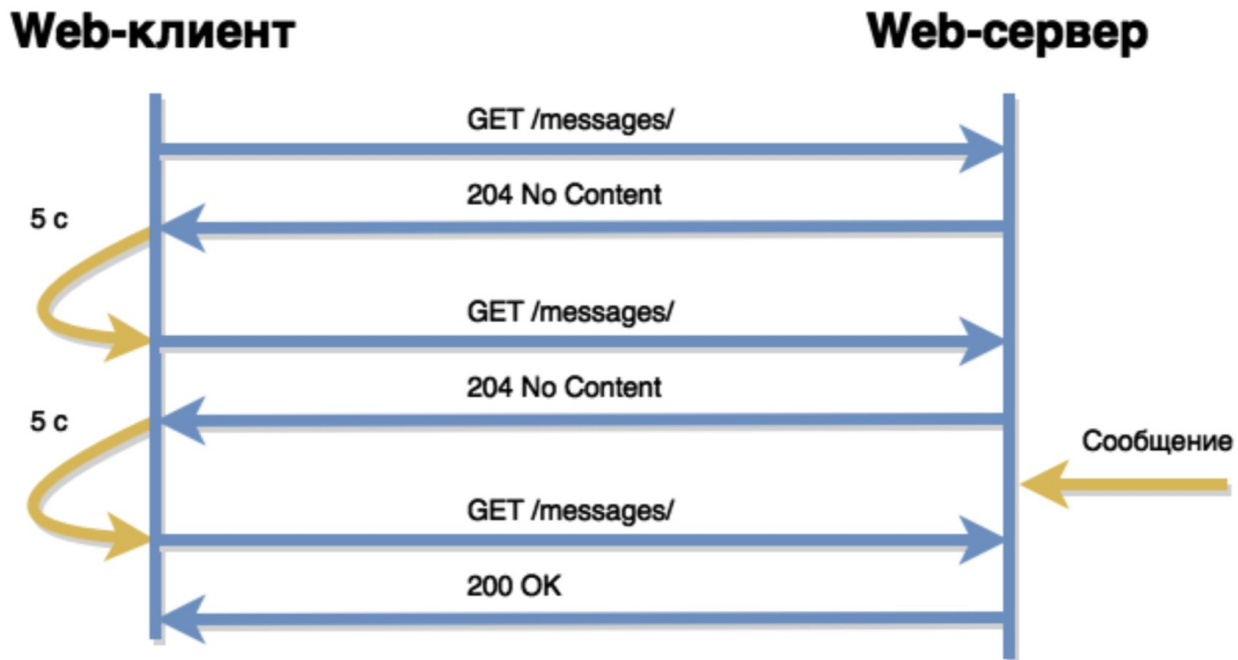 Web-клиент
Web-сервер
GET /messages/
204 No Content
5 с
GET /messages/
204 No Content
5 с
Сообщение
GET /messages/
200 OK